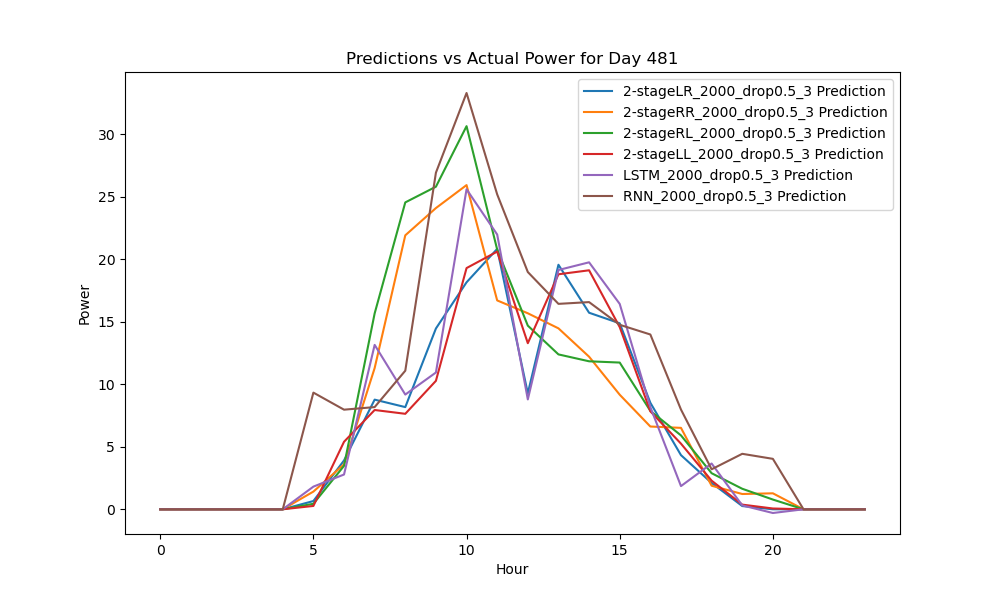 Predictions vs Actual Power for Day 481
2-stageLR_2000_drop0.5_3 Prediction
2-stageRR_2000_drop0.5_3 Prediction
2-stageRL_2000_drop0.5_3 Prediction
2-stageLL_2000_drop0.5_3 Prediction
LSTM_2000_drop0.5_3 Prediction
RNN_2000_drop0.5_3 Prediction
Power
30
25
20
15
10
5
0
0 5 10 15 20
Hour